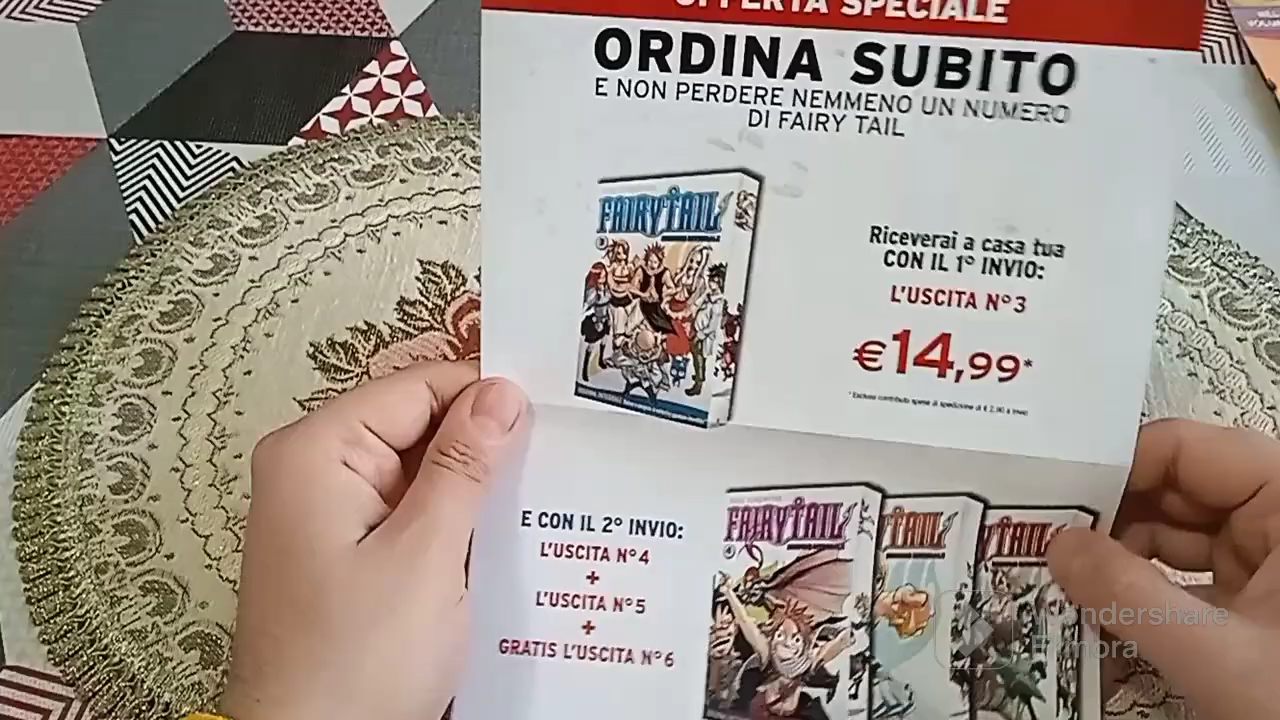 OFFERTA SPECIALE
ORDINA SUBITO
E NON PERDERE NEMMENO UN NUMERO
DI FAIRY TAIL
FAIRY TAIL
3
Riceverai a casa tua
CON IL 1° INVIO:
L'USCITA N°3
€14,99*
* Escluso contributo spese di spedizione di € 2,90 a invio
E CON IL 2° INVIO:
L'USCITA N°4
+
L'USCITA N°5
+
GRATIS L'USCITA N°6
FAIRY TAIL
4
Wondershare
Filmora